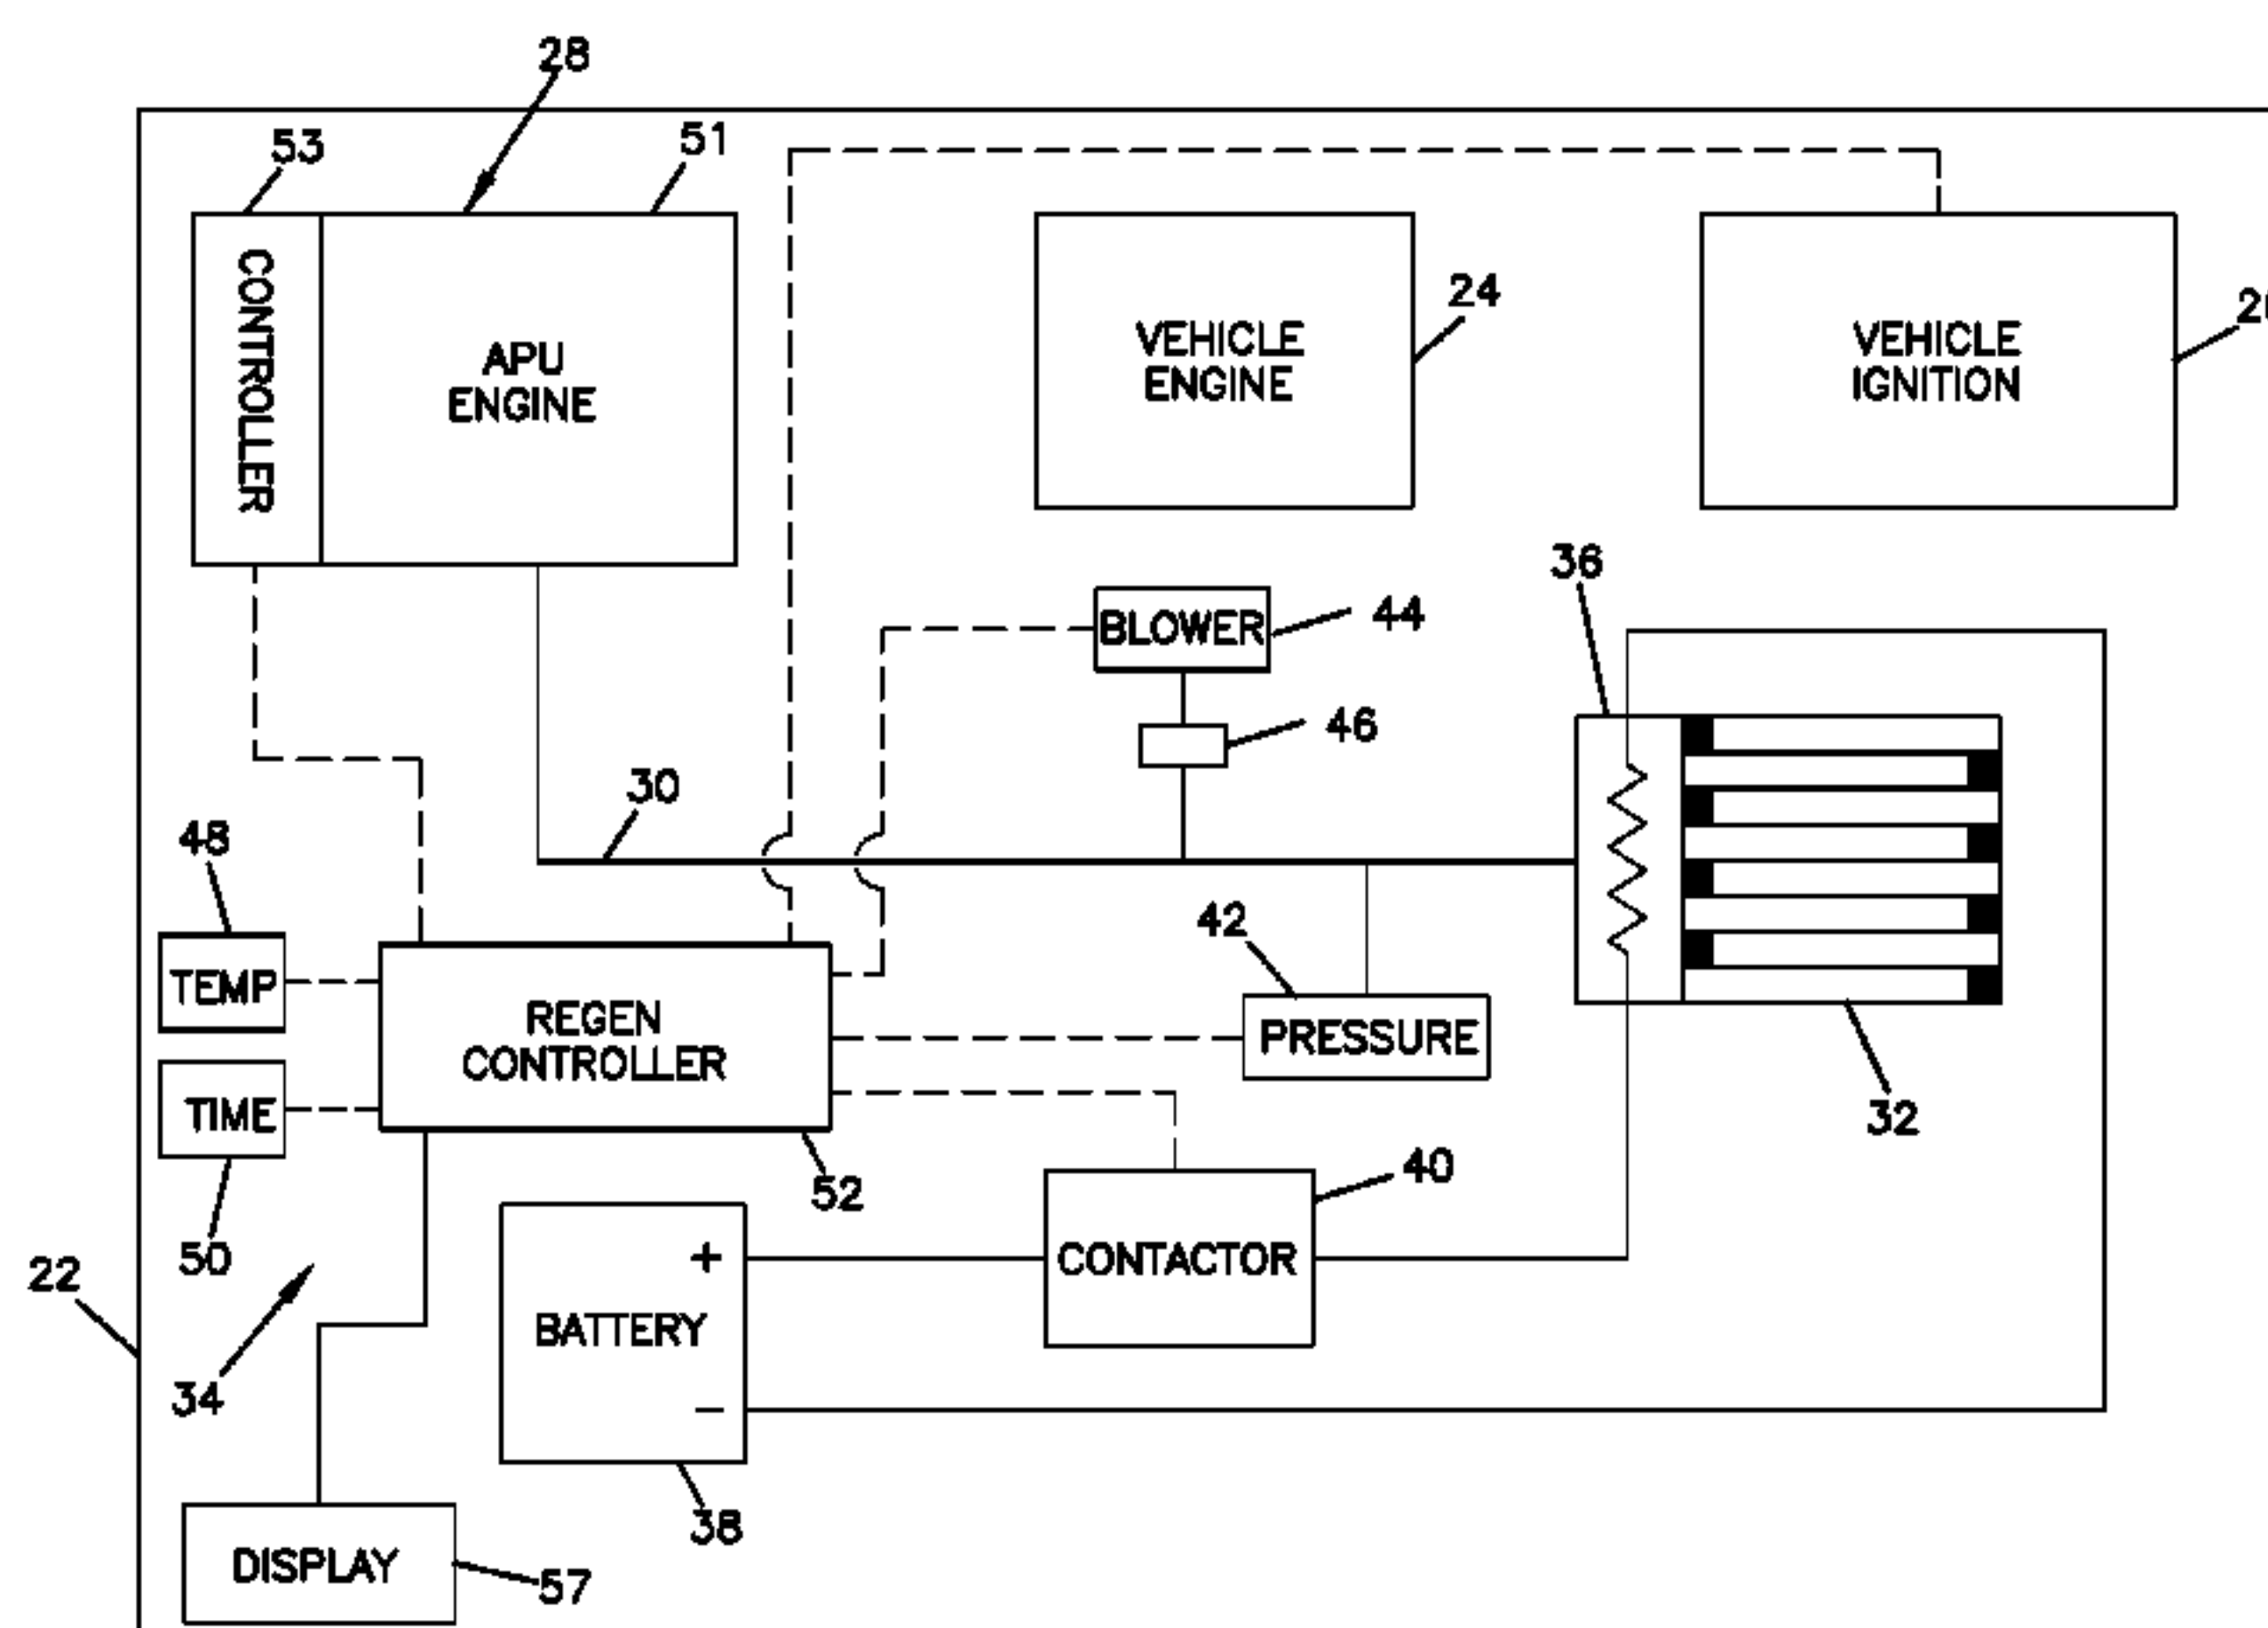 28
53
51
CONTROLLER
APU
ENGINE
VEHICLE
ENGINE
24
VEHICLE
IGNITION
36
BLOWER
44
46
30
48
TEMP
42
PRESSURE
REGEN
CONTROLLER
32
TIME
50
52
40
CONTACTOR
22
34
+
BATTERY
−
38
DISPLAY
57